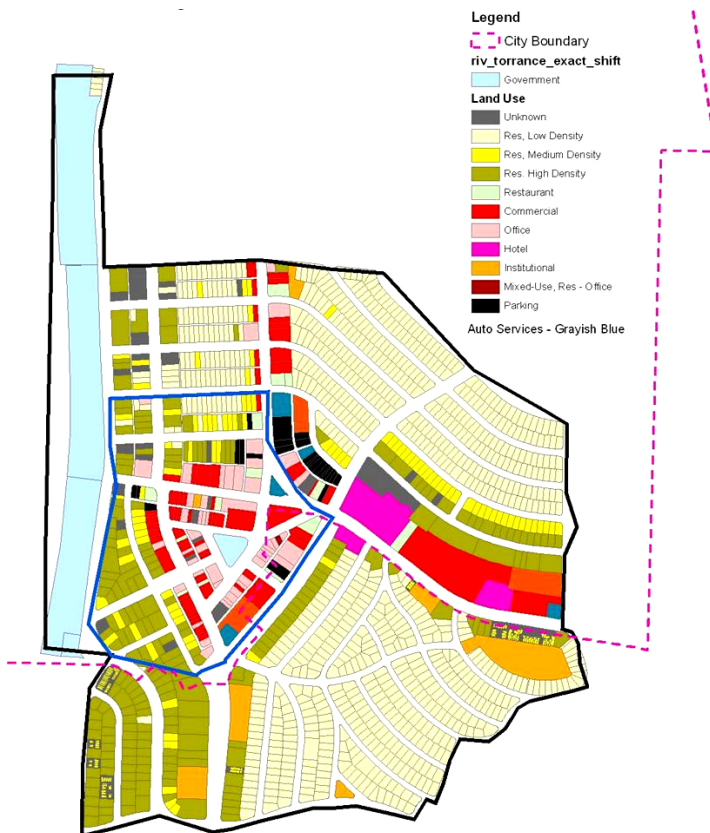 Legend
City Boundary
riv_torrance_exact_shift
Government
Land Use
Unknown
Res, Low Density
Res, Medium Density
Res. High Density
Restaurant
Commercial
Office
Hotel
Institutional
Mixed-Use, Res - Office
Parking
Auto Services - Grayish Blue